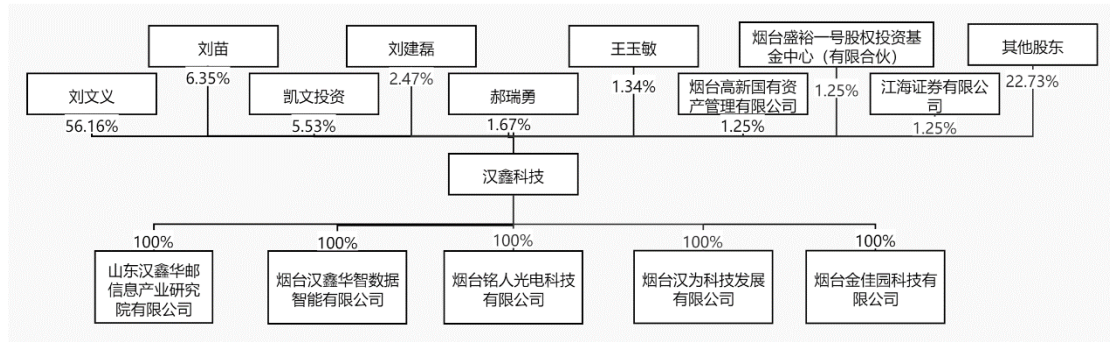 刘苗
刘建磊
王玉敏
烟台盛裕一号股权投资基
金中心（有限合伙）
其他股东
6.35%
2.47%
1.34%
1.25%
22.73%
刘文义
凯文投资
郝瑞勇
烟台高新国有资
产管理有限公司
江海证券有限公
司
56.16%
5.53%
1.67%
1.25%
1.25%
汉鑫科技
100%
100%
100%
100%
100%
山东汉鑫华邮
信息产业研究
院有限公司
烟台汉鑫华智数据
智能有限公司
烟台铭人光电科技
有限公司
烟台汉为科技发展
有限公司
烟台金佳园科技有
限公司